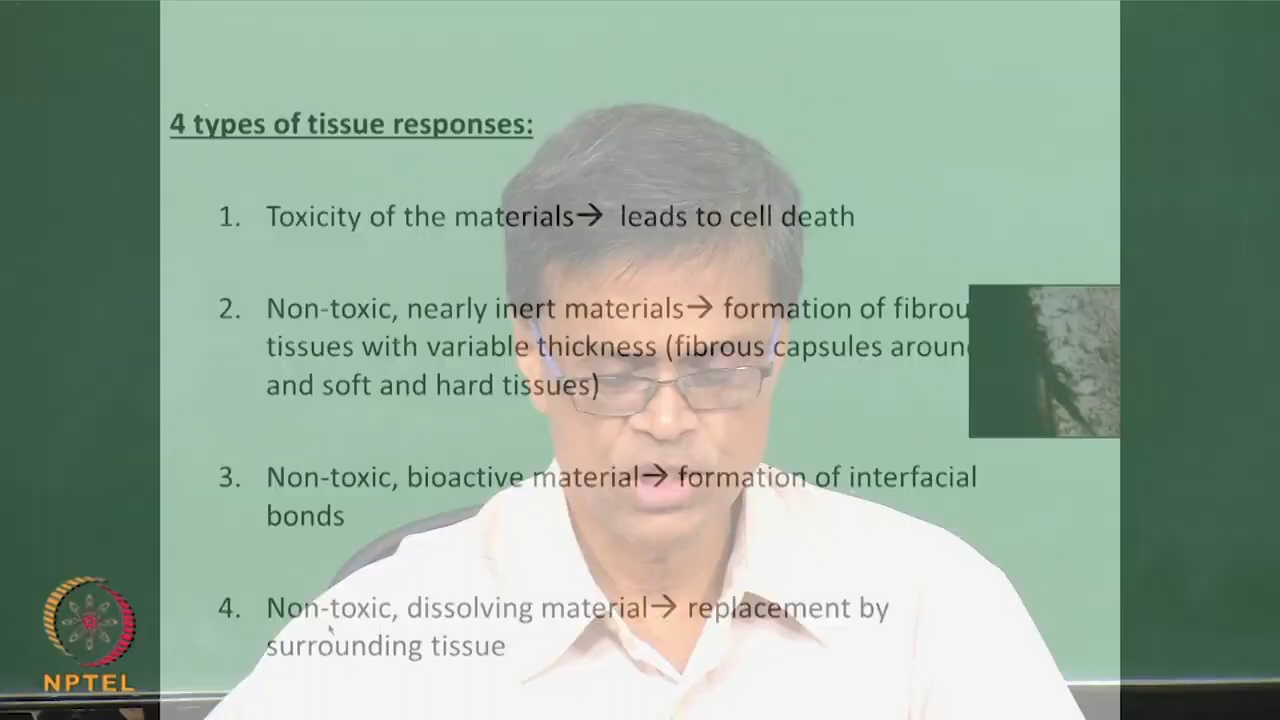 4 types of tissue responses:
1. Toxicity of the materials→ leads to cell death
2. Non-toxic, nearly inert materials→ formation of fibrou
tissues with variable thickness (fibrous capsules aroun
and soft and hard tissues)
3. Non-toxic, bioactive material→ formation of interfacial
bonds
4. Non-toxic, dissolving material→ replacement by
surrounding tissue
NPTEL